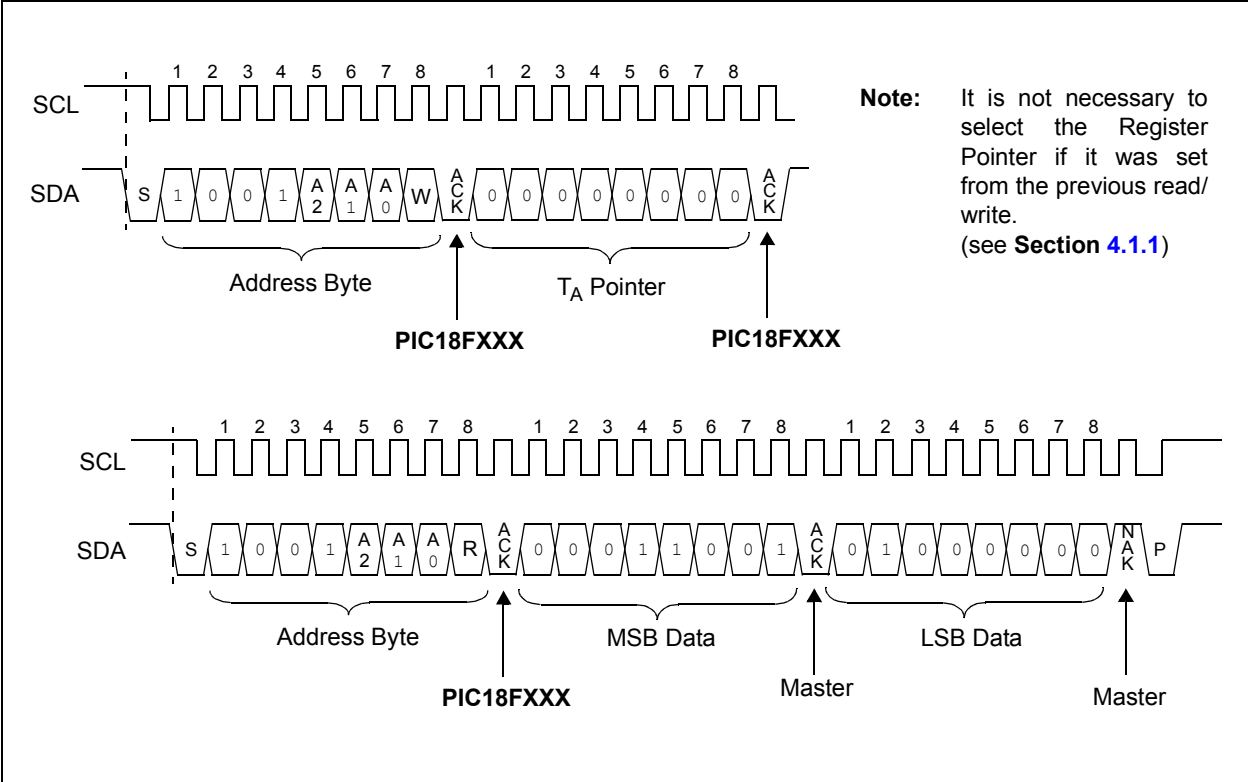 1 2 3 4 5 6 7 8 1 2 3 4 5 6 7 8
SCL
SDA
S 1 0 0 1 A2 A1 A0 W ACK 0 0 0 0 0 0 0 0 ACK
Address Byte
TA Pointer
PIC18FXXX
PIC18FXXX
Note: It is not necessary to
select the Register
Pointer if it was set
from the previous read/
write.
(see Section 4.1.1)
1 2 3 4 5 6 7 8 1 2 3 4 5 6 7 8 1 2 3 4 5 6 7 8
SCL
SDA
S 1 0 0 1 A2 A1 A0 R ACK 0 0 0 1 1 0 0 1 ACK 0 1 0 0 0 0 0 0 NAK P
Address Byte
MSB Data
LSB Data
PIC18FXXX
Master
Master